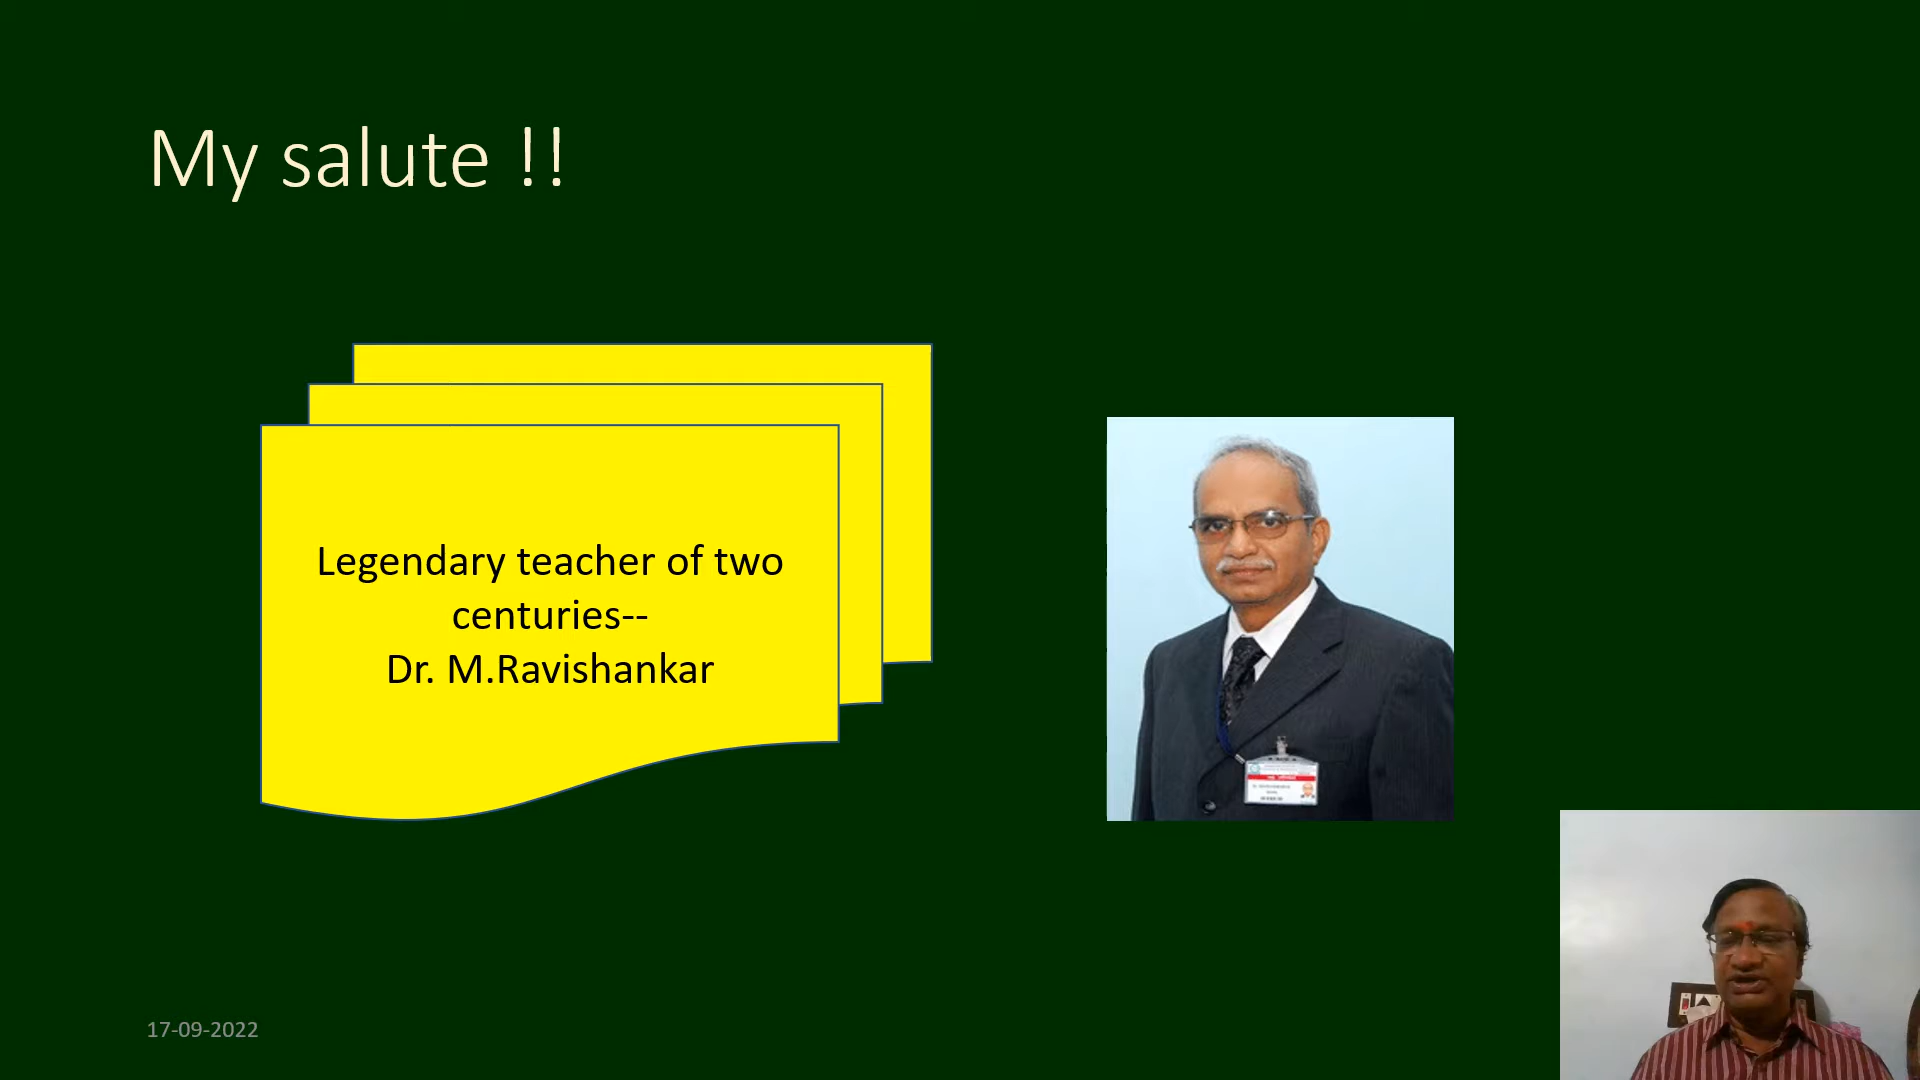 My salute !!
Legendary teacher of two
centuries--
Dr. M.Ravishankar
17-09-2022